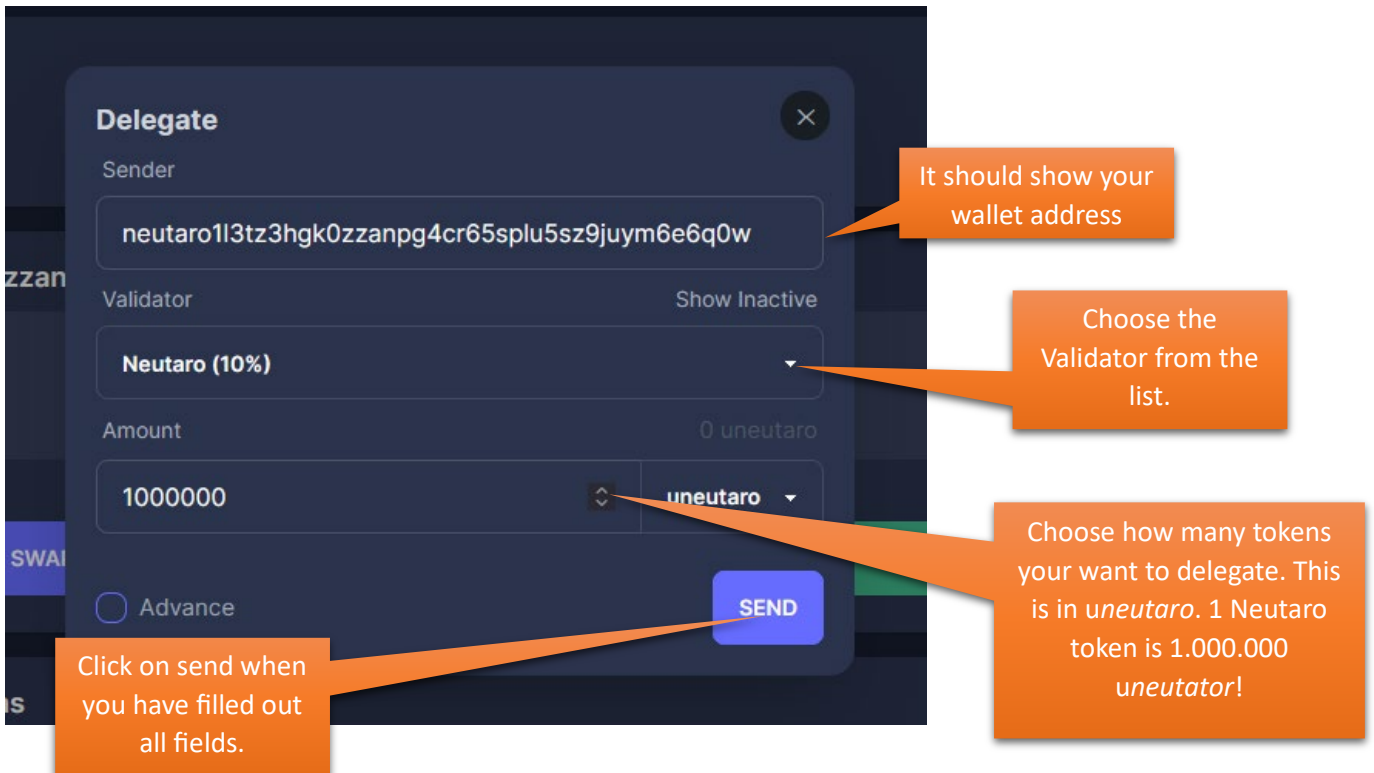 Delegate
Sender
neutaro1l3tz3hgk0zzanpg4cr65splu5sz9juym6e6q0w
zzan
Validator
Show Inactive
Neutaro (10%)
Amount
0 uneutaro
1000000
uneutaro
SWAI
Advance
SEND
ns
It should show your
wallet address
Choose the
Validator from the
list.
Choose how many tokens
your want to delegate. This
is in uneutaro. 1 Neutaro
token is 1.000.000
uneutator!
Click on send when
you have filled out
all fields.